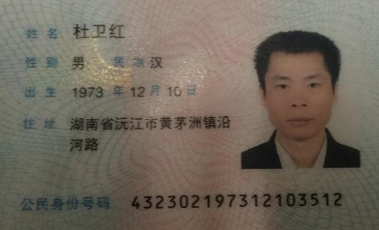 姓名 杜卫红
性别 男 民族 汉
出生 1973 年 12 月 10 日
住址 湖南省沅江市黄茅洲镇沿
河路
公民身份号码 432302197312103512